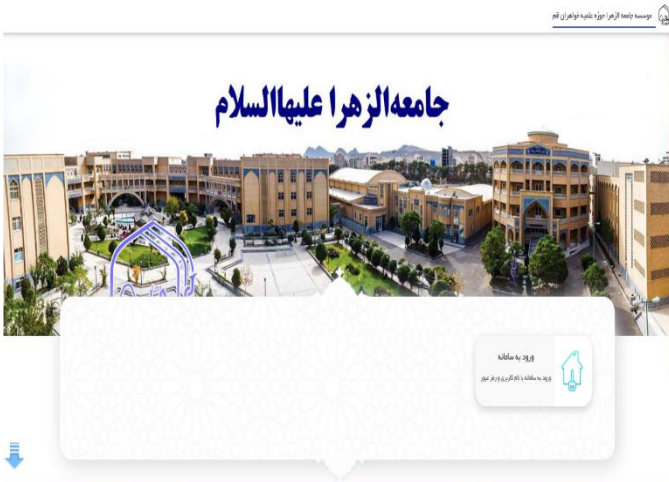 موسسه جامعه الزهرا حوزه علمیه خواهران قم
جامعه‌الزهرا علیهاالسلام
ورود به سامانه
ورود به سامانه با نام کاربری و رمز عبور